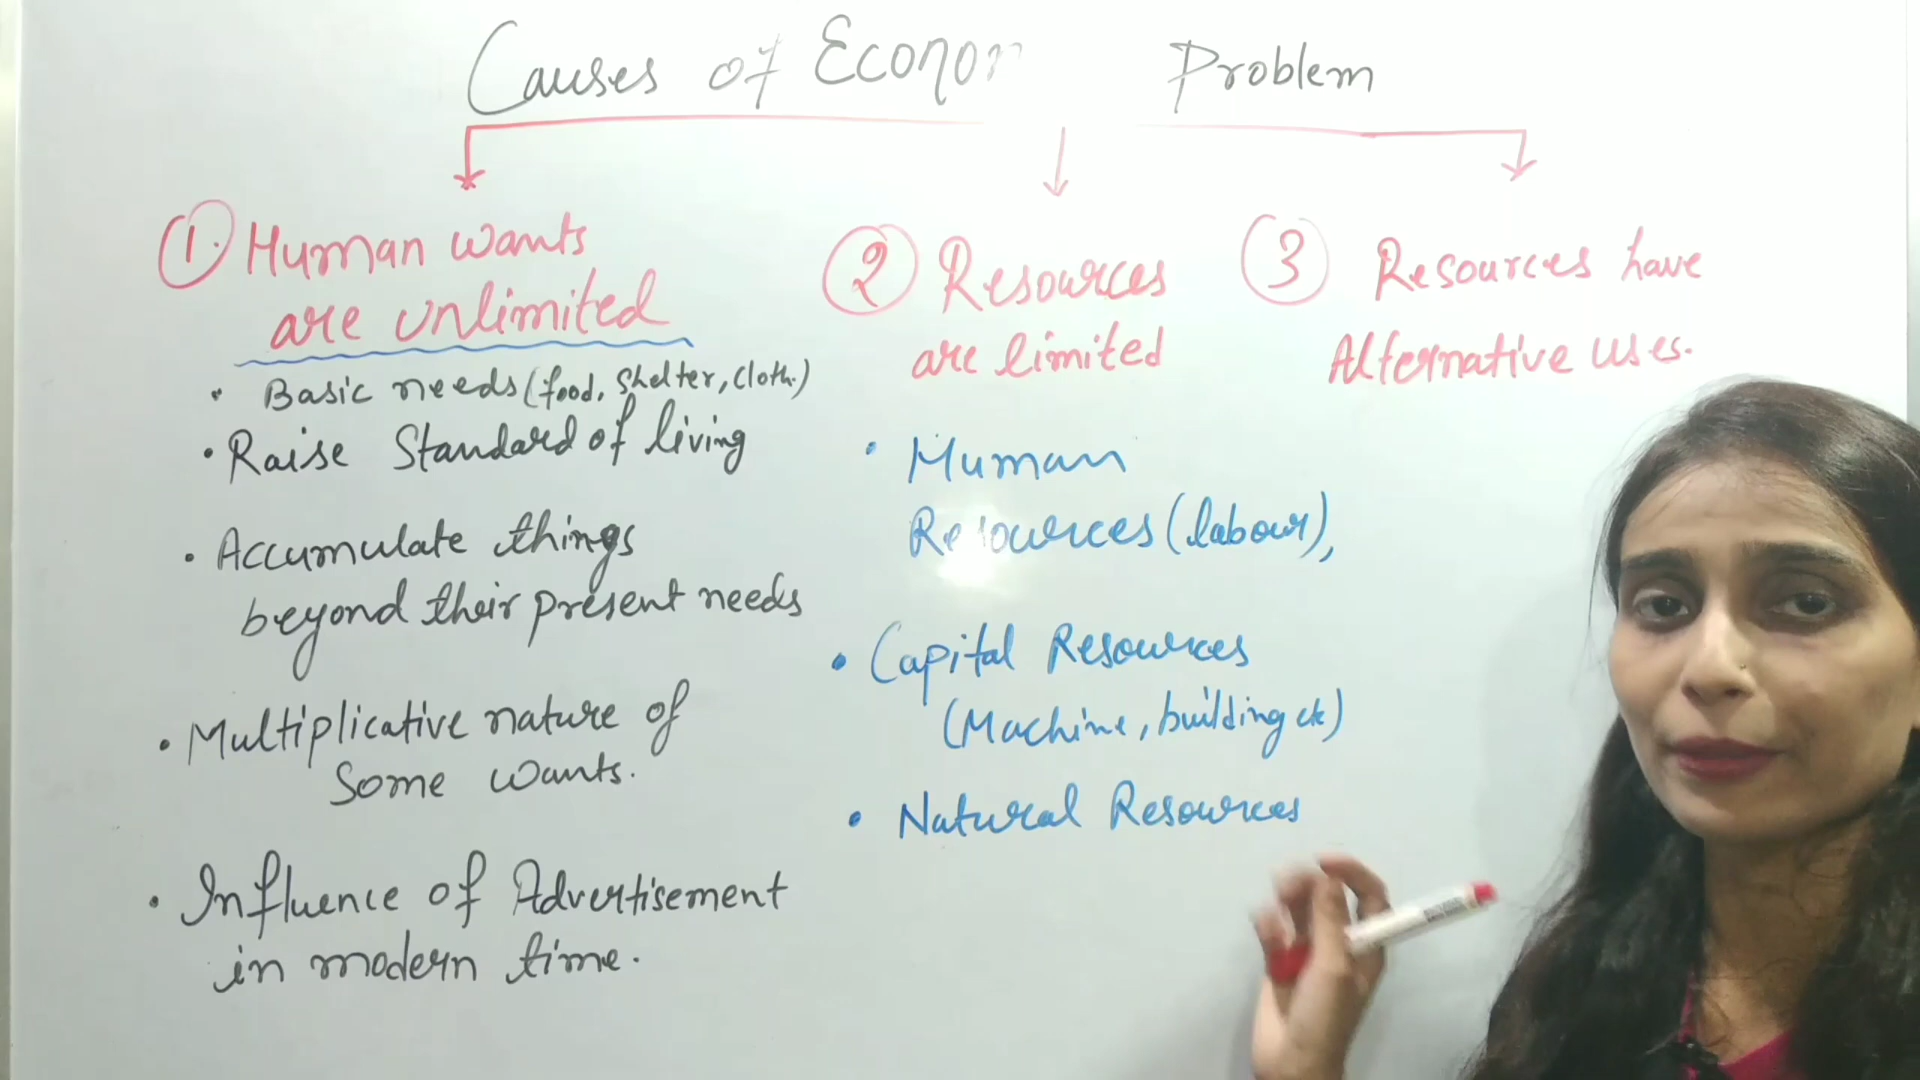 Causes of Econom Problem
1. Human wants
are unlimited
• Basic needs (food, Shelter, cloth.)
• Raise Standard of living
• Accumulate things
beyond their present needs
• Multiplicative nature of
Some wants.
• Influence of Advertisement
in modern time.
2 Resources
are limited
• Human
Resources (labour),
• Capital Resources
(Machine, building etc)
• Natural Resources
3 Resources have
Alternative uses.